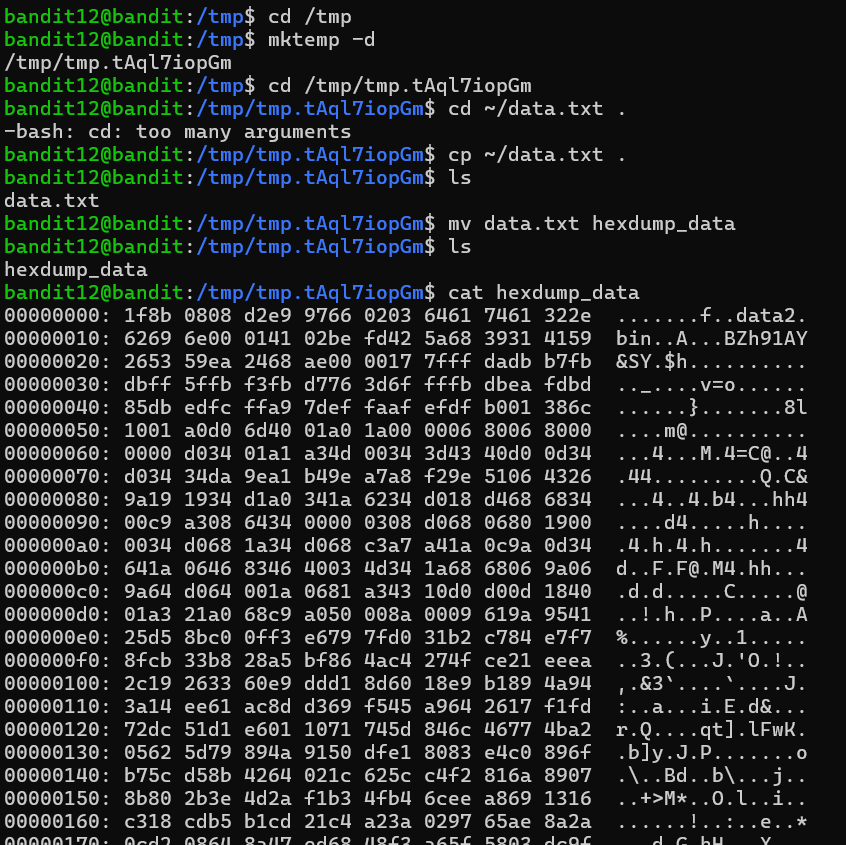 bandit12@bandit:/tmp$ cd /tmp
bandit12@bandit:/tmp$ mktemp -d
/tmp/tmp.tAql7iopGm
bandit12@bandit:/tmp$ cd /tmp/tmp.tAql7iopGm
bandit12@bandit:/tmp/tmp.tAql7iopGm$ cd ~/data.txt .
-bash: cd: too many arguments
bandit12@bandit:/tmp/tmp.tAql7iopGm$ cp ~/data.txt .
bandit12@bandit:/tmp/tmp.tAql7iopGm$ ls
data.txt
bandit12@bandit:/tmp/tmp.tAql7iopGm$ mv data.txt hexdump_data
bandit12@bandit:/tmp/tmp.tAql7iopGm$ ls
hexdump_data
bandit12@bandit:/tmp/tmp.tAql7iopGm$ cat hexdump_data
00000000: 1f8b 0808 d2e9 9766 0203 6461 7461 322e  .......f..data2.
00000010: 6269 6e00 0141 02be fd42 5a68 3931 4159  bin..A...BZh91AY
00000020: 2653 59ea 2468 ae00 0017 7fff dadb b7fb  &SY.$h..........
00000030: dbff 5ffb f3fb d776 3d6f fffb dbea fdbd  .._....v=o......
00000040: 85db edfc ffa9 7def faaf efdf b001 386c  ......}.......8l
00000050: 1001 a0d0 6d40 01a0 1a00 0006 8006 8000  ....m@..........
00000060: 0000 d034 01a1 a34d 0034 3d43 40d0 0d34  ...4...M.4=C@..4
00000070: d034 34da 9ea1 b49e a7a8 f29e 5106 4326  .44.........Q.C&
00000080: 9a19 1934 d1a0 341a 6234 d018 d468 6834  ...4..4.b4...hh4
00000090: 00c9 a308 6434 0000 0308 d068 0680 1900  ....d4.....h....
000000a0: 0034 d068 1a34 d068 c3a7 a41a 0c9a 0d34  .4.h.4.h.......4
000000b0: 641a 0646 8346 4003 4d34 1a68 6806 9a06  d..F.F@.M4.hh...
000000c0: 9a64 d064 001a 0681 a343 10d0 d00d 1840  .d.d.....C.....@
000000d0: 01a3 21a0 68c9 a050 008a 0009 619a 9541  ..!.h..P....a..A
000000e0: 25d5 8bc0 0ff3 e679 7fd0 31b2 c784 e7f7  %......y..1.....
000000f0: 8fcb 33b8 28a5 bf86 4ac4 274f ce21 eeea  ..3.(...J.'O.!..
00000100: 2c19 2633 60e9 ddd1 8d60 18e9 b189 4a94  ,.&3`....`....J.
00000110: 3a14 ee61 ac8d d369 f545 a964 2617 f1fd  :..a...i.E.d&...
00000120: 72dc 51d1 e601 1071 745d 846c 4677 4ba2  r.Q....qt].lFwK.
00000130: 0562 5d79 894a 9150 dfe1 8083 e4c0 896f  .b]y.J.P.......o
00000140: b75c d58b 4264 021c 625c c4f2 816a 8907  .\..Bd..b\...j..
00000150: 8b80 2b3e 4d2a f1b3 4fb4 6cee a869 1316  ..+>M*..O.l..i..
00000160: c318 cdb5 b1cd 21c4 a23a 0297 65ae 8a2a  ......!..:..e..*
00000170: 0cd2 0864 8a47 ed68 48f3 a65f 5803 dc9f  ...d.G.hH.._X...